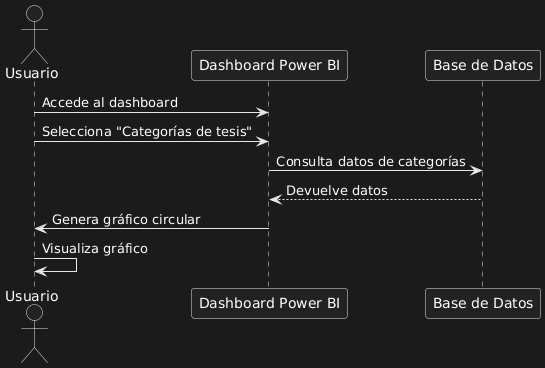 Usuario
Dashboard Power BI
Base de Datos
Accede al dashboard
Selecciona "Categorías de tesis"
Consulta datos de categorías
Devuelve datos
Genera gráfico circular
Visualiza gráfico
Usuario
Dashboard Power BI
Base de Datos